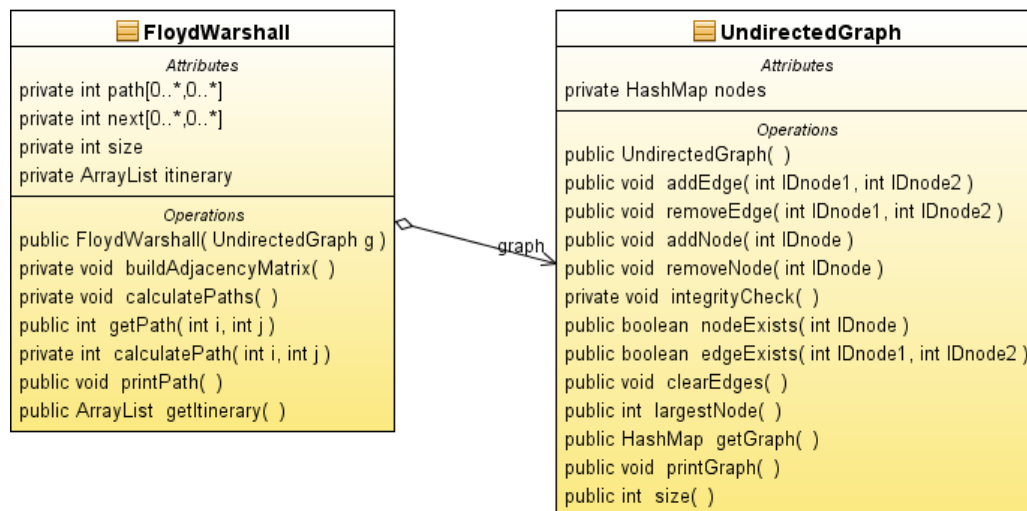 FloydWarshall
Attributes
private int path[0..*,0..*]
private int next[0..*,0..*]
private int size
private ArrayList itinerary
Operations
public FloydWarshall( UndirectedGraph g )
private void buildAdjacencyMatrix( )
private void calculatePaths( )
public int getPath( int i, int j )
private int calculatePath( int i, int j )
public void printPath( )
public ArrayList getItinerary( )
graph
UndirectedGraph
Attributes
private HashMap nodes
Operations
public UndirectedGraph( )
public void addEdge( int IDnode1, int IDnode2 )
public void removeEdge( int IDnode1, int IDnode2 )
public void addNode( int IDnode )
public void removeNode( int IDnode )
private void integrityCheck( )
public boolean nodeExists( int IDnode )
public boolean edgeExists( int IDnode1, int IDnode2 )
public void clearEdges( )
public int largestNode( )
public HashMap getGraph( )
public void printGraph( )
public int size( )